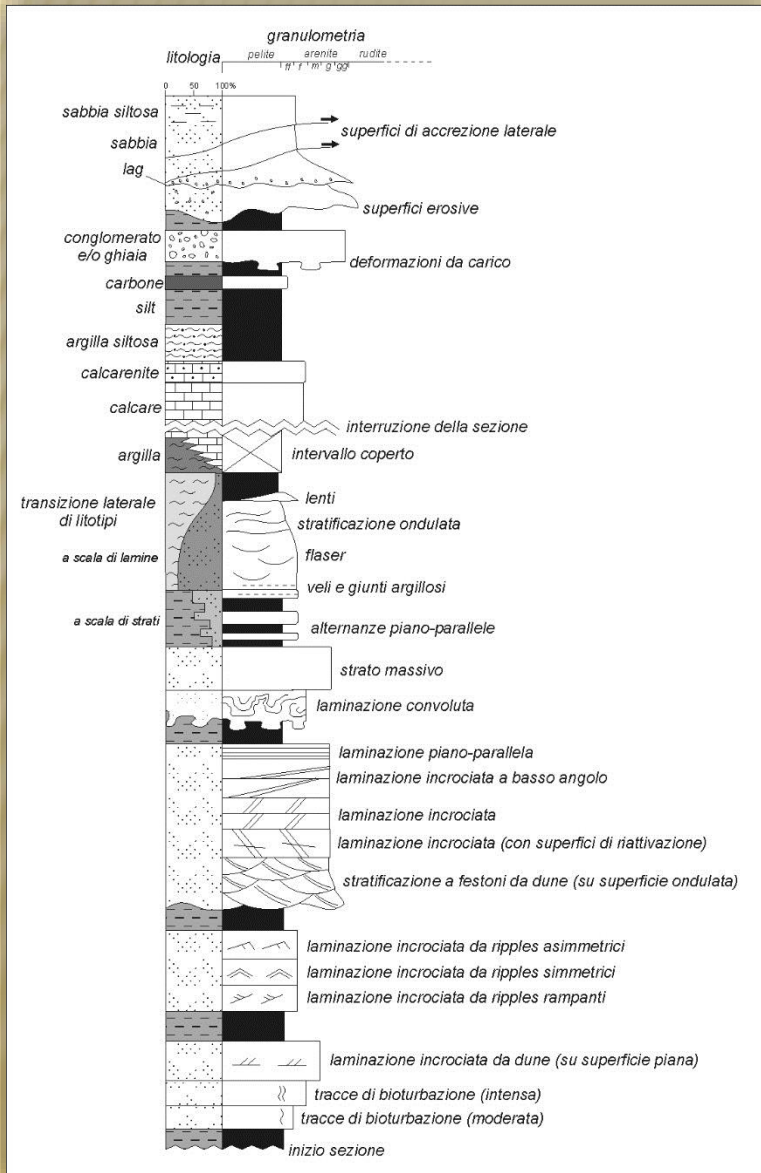 granulometria
litologia
pelite arenite rudite
ff f m g gg
0 50 100%
sabbia siltosa
superfici di accrezione laterale
sabbia
lag
superfici erosive
conglomerato
e/o ghiaia
deformazioni da carico
carbone
silt
argilla siltosa
calcarenite
calcare
interruzione della sezione
argilla
intervallo coperto
transizione laterale
di litotipi
lenti
stratificazione ondulata
a scala di lamine
flaser
veli e giunti argillosi
a scala di strati
alternanze piano-parallele
strato massivo
laminazione convoluta
laminazione piano-parallela
laminazione incrociata a basso angolo
laminazione incrociata
laminazione incrociata (con superfici di riattivazione)
stratificazione a festoni da dune (su superficie ondulata)
laminazione incrociata da ripples asimmetrici
laminazione incrociata da ripples simmetrici
laminazione incrociata da ripples rampanti
laminazione incrociata da dune (su superficie piana)
tracce di bioturbazione (intensa)
tracce di bioturbazione (moderata)
inizio sezione